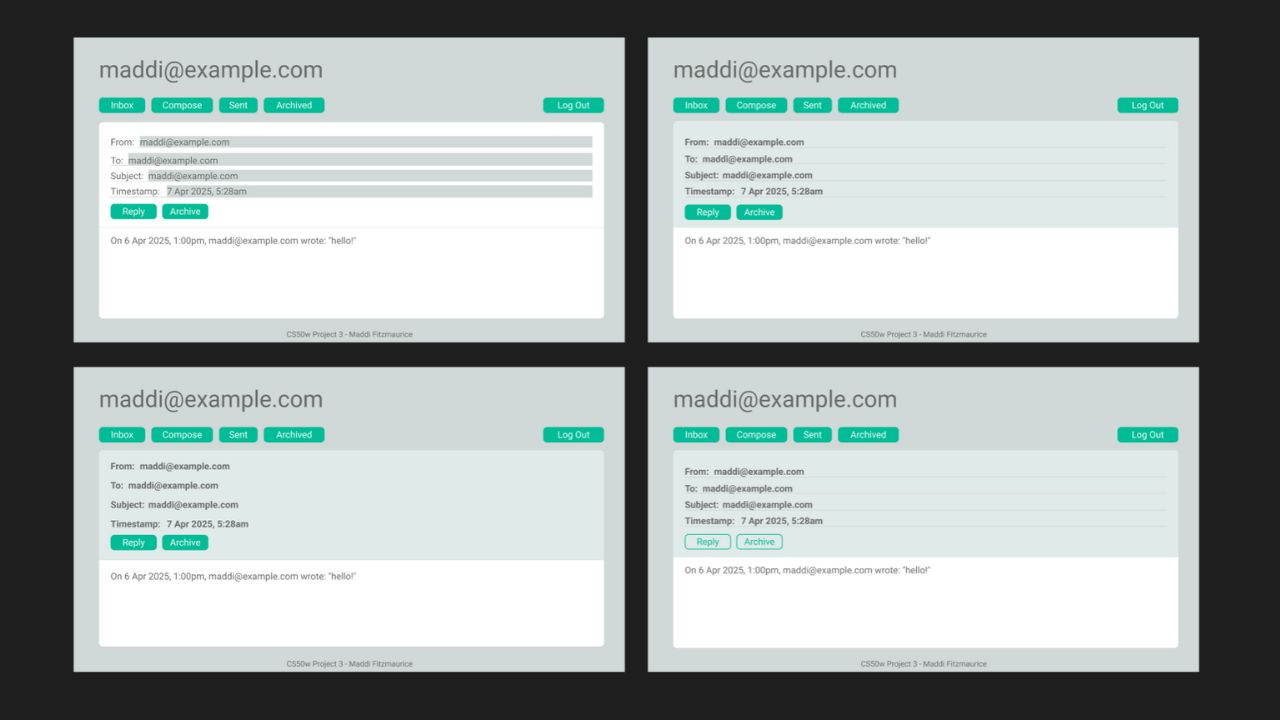 maddi@example.com
Inbox Compose Sent Archived Log Out
From: maddi@example.com
To: maddi@example.com
Subject: maddi@example.com
Timestamp: 7 Apr 2025, 5:28am
Reply Archive
On 6 Apr 2025, 1:00pm, maddi@example.com wrote: "hello!"
CS50w Project 3 - Maddi Fitzmaurice
maddi@example.com
Inbox Compose Sent Archived Log Out
From: maddi@example.com
To: maddi@example.com
Subject: maddi@example.com
Timestamp: 7 Apr 2025, 5:28am
Reply Archive
On 6 Apr 2025, 1:00pm, maddi@example.com wrote: "hello!"
CS50w Project 3 - Maddi Fitzmaurice
maddi@example.com
Inbox Compose Sent Archived Log Out
From: maddi@example.com
To: maddi@example.com
Subject: maddi@example.com
Timestamp: 7 Apr 2025, 5:28am
Reply Archive
On 6 Apr 2025, 1:00pm, maddi@example.com wrote: "hello!"
CS50w Project 3 - Maddi Fitzmaurice
maddi@example.com
Inbox Compose Sent Archived Log Out
From: maddi@example.com
To: maddi@example.com
Subject: maddi@example.com
Timestamp: 7 Apr 2025, 5:28am
Reply Archive
On 6 Apr 2025, 1:00pm, maddi@example.com wrote: "hello!"
CS50w Project 3 - Maddi Fitzmaurice